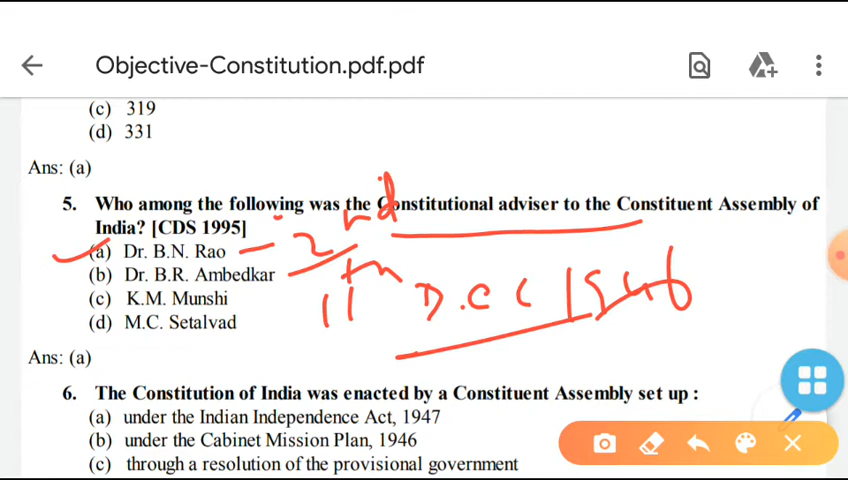 Objective-Constitution.pdf.pdf
(c) 319
(d) 331
Ans: (a)
5. Who among the following was the Constitutional adviser to the Constituent Assembly of
India? [CDS 1995]
(a) Dr. B.N. Rao - 2nd
(b) Dr. B.R. Ambedkar
11th
(c) K.M. Munshi
(d) M.C. Setalvad
1946
Ans: (a)
6. The Constitution of India was enacted by a Constituent Assembly set up :
(a) under the Indian Independence Act, 1947
(b) under the Cabinet Mission Plan, 1946
(c) through a resolution of the provisional government